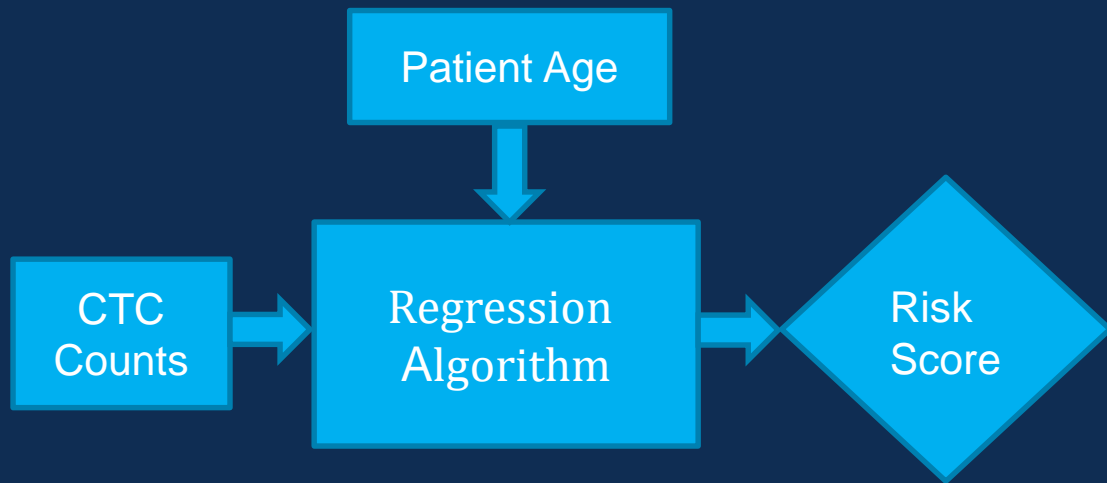 Patient Age
CTC
Counts
Regression
Algorithm
Risk
Score